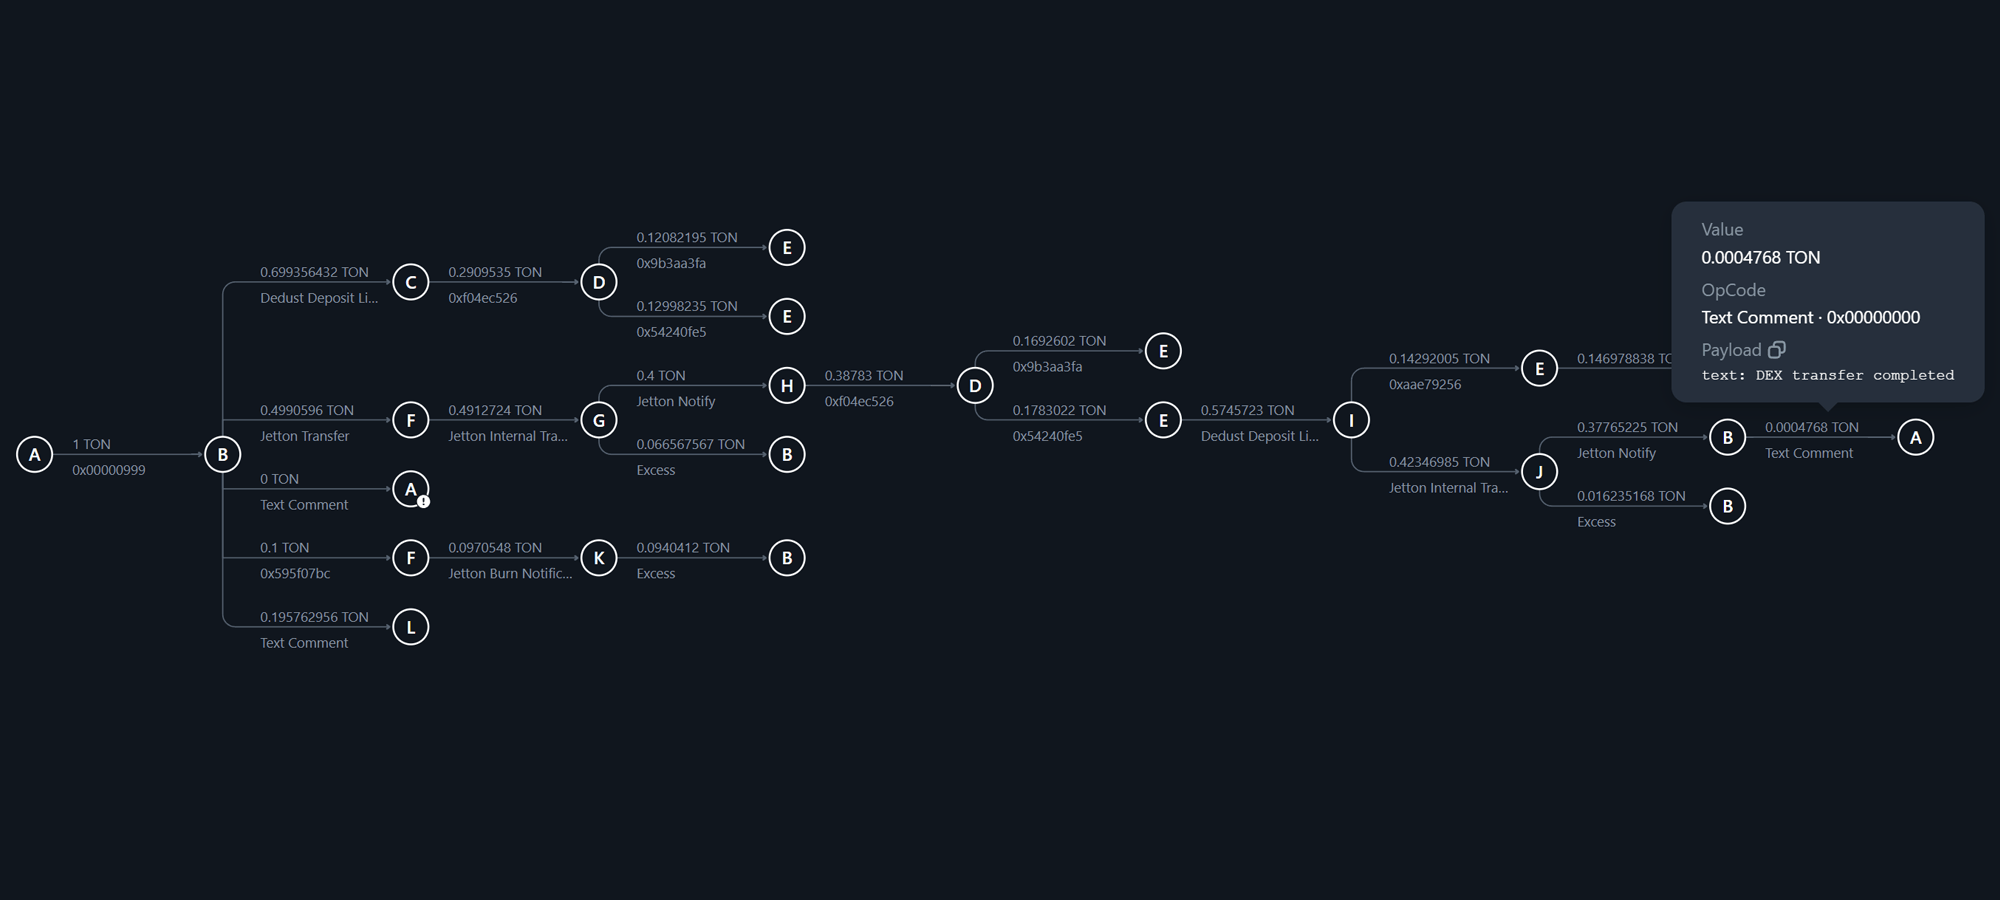 A
1 TON
0x00000999
B
0.699356432 TON
Dedust Deposit Li...
C
0.2909535 TON
0xf04ec526
D
0.12082195 TON
0x9b3aa3fa
E
0.12998235 TON
0x54240fe5
E
0.4990596 TON
Jetton Transfer
F
0.4912724 TON
Jetton Internal Tra...
G
0.4 TON
Jetton Notify
H
0.38783 TON
0xf04ec526
D
0.1692602 TON
0x9b3aa3fa
E
0.1783022 TON
0x54240fe5
E
0.5745723 TON
Dedust Deposit Li...
I
0.14292005 TON
0xaae79256
E
0.146978838 TO
0.42346985 TON
Jetton Internal Tra...
J
0.37765225 TON
Jetton Notify
B
0.0004768 TON
Text Comment
A
0.016235168 TON
Excess
B
0.066567567 TON
Excess
B
0 TON
Text Comment
A
!
0.1 TON
0x595f07bc
F
0.0970548 TON
Jetton Burn Notific...
K
0.0940412 TON
Excess
B
0.195762956 TON
Text Comment
L
Value
0.0004768 TON
OpCode
Text Comment · 0x00000000
Payload
text: DEX transfer completed